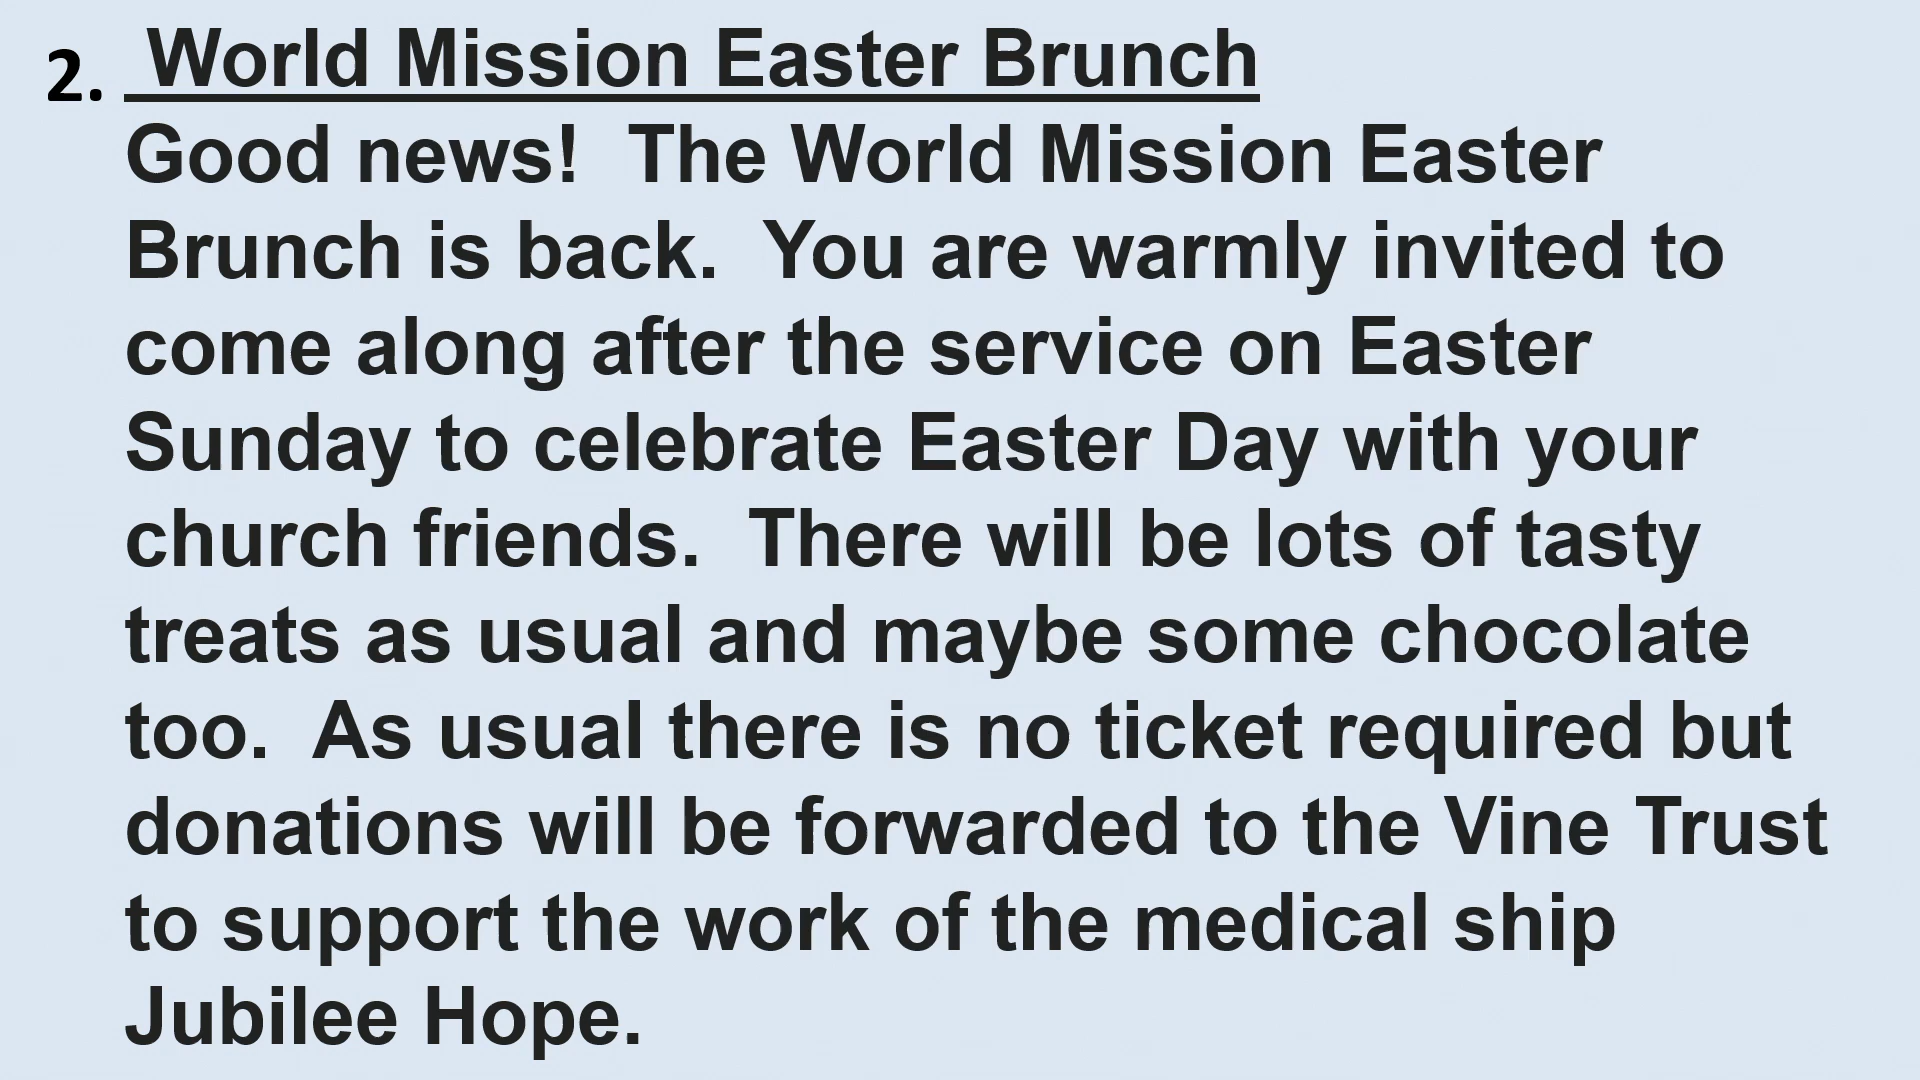 2. World Mission Easter Brunch
Good news!  The World Mission Easter
Brunch is back.  You are warmly invited to
come along after the service on Easter
Sunday to celebrate Easter Day with your
church friends.  There will be lots of tasty
treats as usual and maybe some chocolate
too.  As usual there is no ticket required but
donations will be forwarded to the Vine Trust
to support the work of the medical ship
Jubilee Hope.